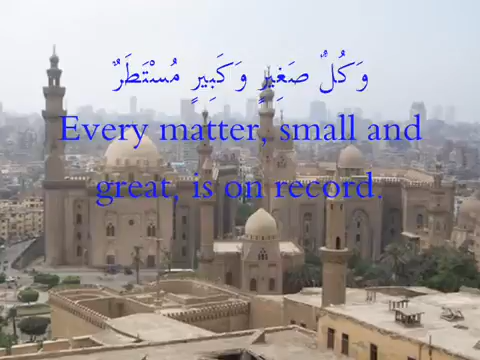 وَكُلُّ صَغِيرٍ وَكَبِيرٍ مُسْتَطَرٌ
Every matter, small and
great, is on record.